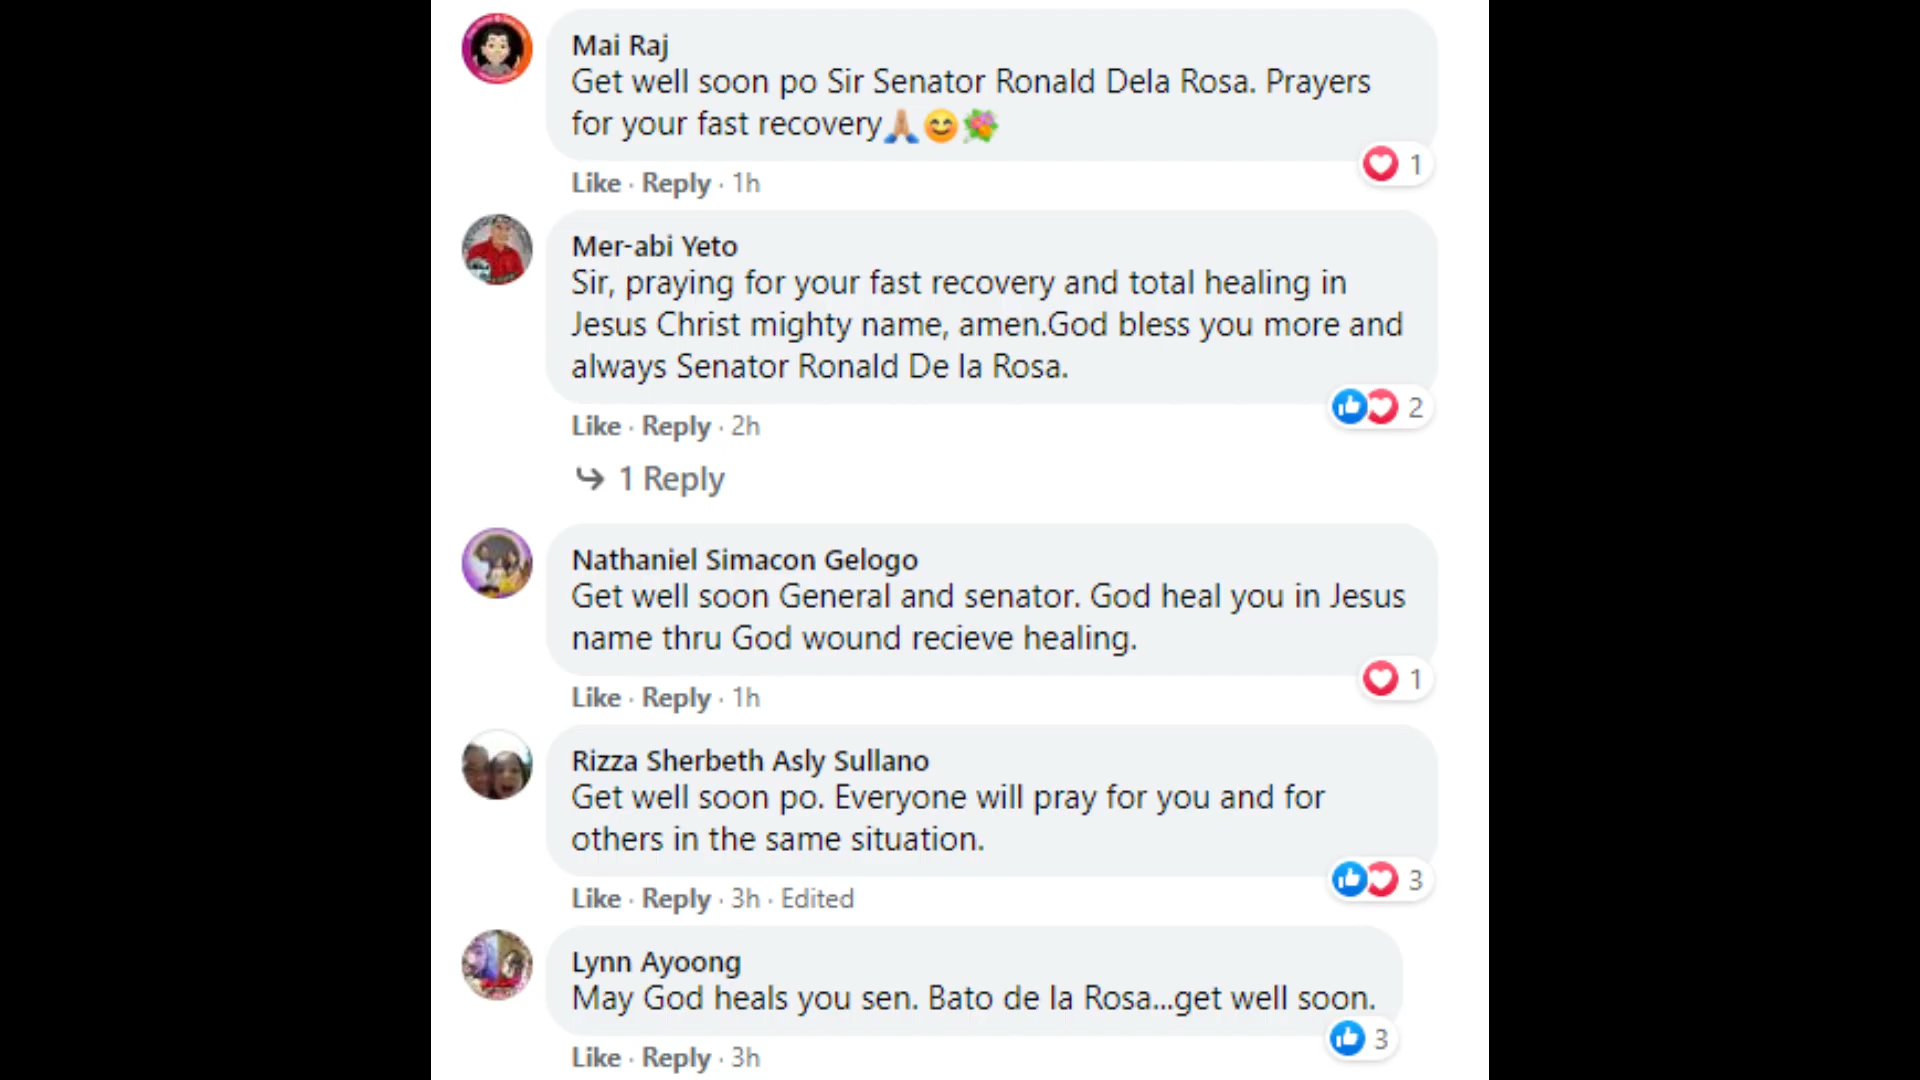 Mai Raj
Get well soon po Sir Senator Ronald Dela Rosa. Prayers
for your fast recovery🙏🏼😊💐
1
Like · Reply · 1h
Mer-abi Yeto
Sir, praying for your fast recovery and total healing in
Jesus Christ mighty name, amen.God bless you more and
always Senator Ronald De la Rosa.
2
Like · Reply · 2h
1 Reply
Nathaniel Simacon Gelogo
Get well soon General and senator. God heal you in Jesus
name thru God wound recieve healing.
1
Like · Reply · 1h
Rizza Sherbeth Asly Sullano
Get well soon po. Everyone will pray for you and for
others in the same situation.
3
Like · Reply · 3h · Edited
Lynn Ayoong
May God heals you sen. Bato de la Rosa...get well soon.
3
Like · Reply · 3h